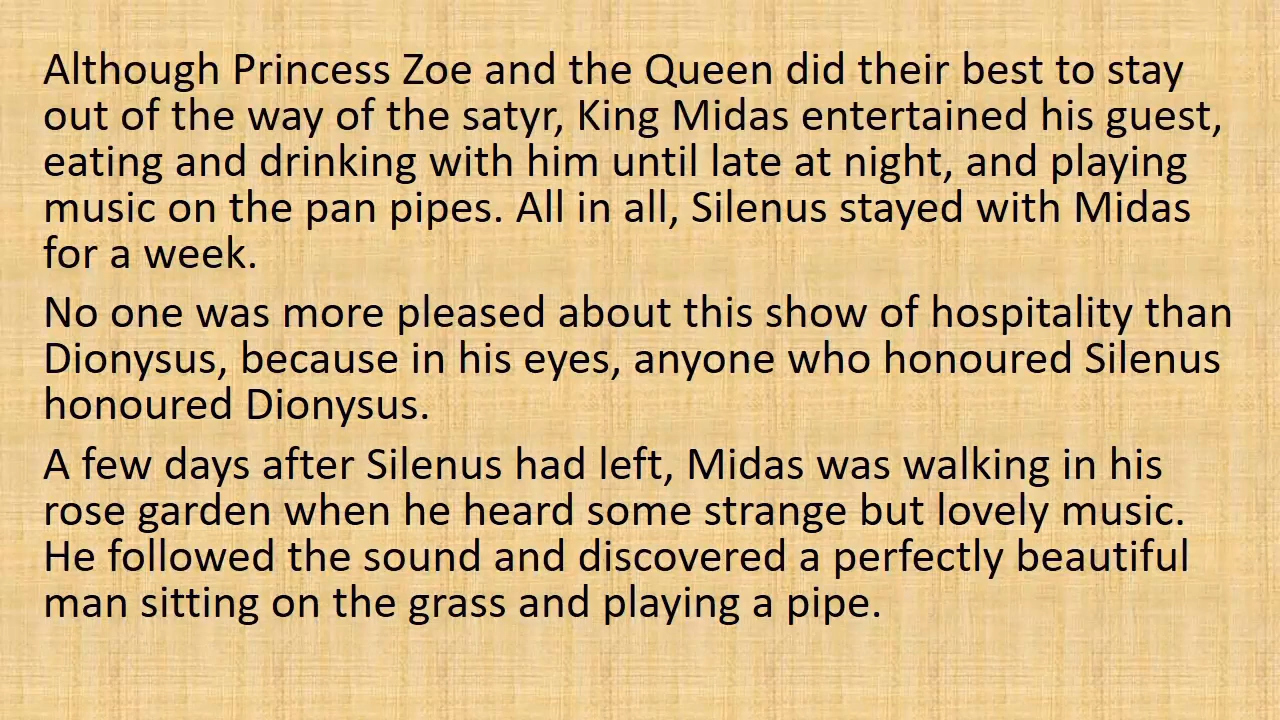 Although Princess Zoe and the Queen did their best to stay
out of the way of the satyr, King Midas entertained his guest,
eating and drinking with him until late at night, and playing
music on the pan pipes. All in all, Silenus stayed with Midas
for a week.
No one was more pleased about this show of hospitality than
Dionysus, because in his eyes, anyone who honoured Silenus
honoured Dionysus.
A few days after Silenus had left, Midas was walking in his
rose garden when he heard some strange but lovely music.
He followed the sound and discovered a perfectly beautiful
man sitting on the grass and playing a pipe.